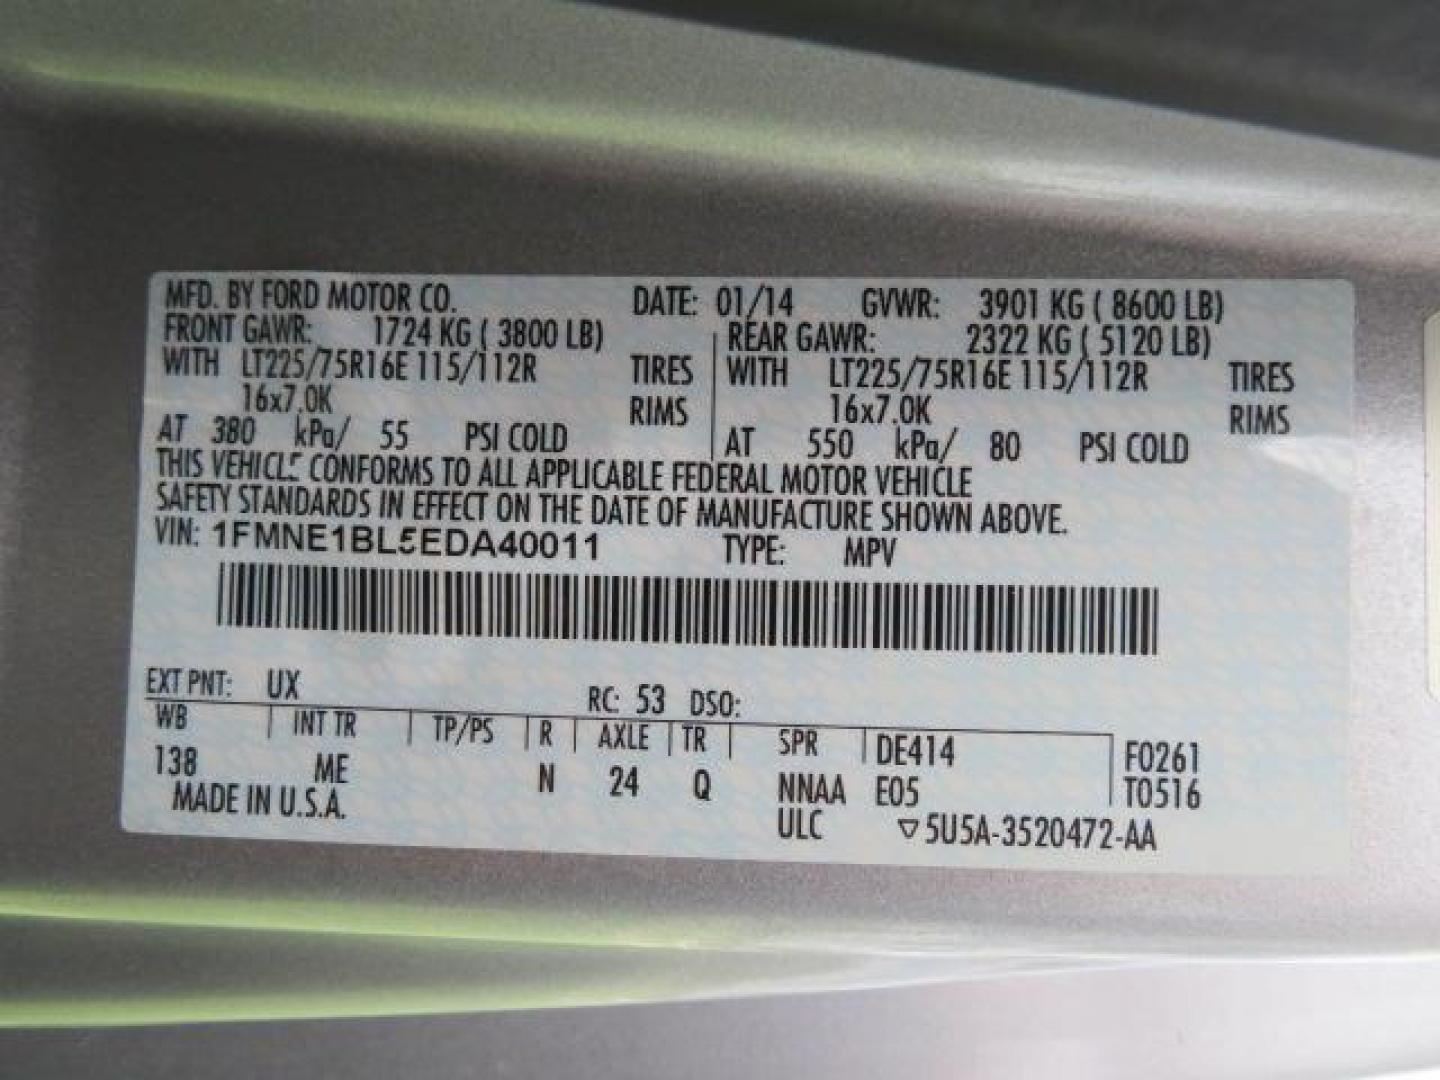 MFD. BY FORD MOTOR CO. DATE: 01/14 GVWR: 3901 KG ( 8600 LB)
FRONT GAWR: 1724 KG ( 3800 LB) REAR GAWR: 2322 KG ( 5120 LB)
WITH LT225/75R16E 115/112R TIRES WITH LT225/75R16E 115/112R TIRES
16x7.0K RIMS 16x7.0K RIMS
AT 380 kPa/ 55 PSI COLD AT 550 kPa/ 80 PSI COLD
THIS VEHICLE CONFORMS TO ALL APPLICABLE FEDERAL MOTOR VEHICLE
SAFETY STANDARDS IN EFFECT ON THE DATE OF MANUFACTURE SHOWN ABOVE.
VIN: 1FMNE1BL5EDA40011 TYPE: MPV
EXT PNT: UX RC: 53 DSO:
WB INT TR TP/PS R AXLE TR SPR DE414 F0261
138 ME N 24 Q NNAA E05 T0516
MADE IN U.S.A. ULC ▽5U5A-3520472-AA